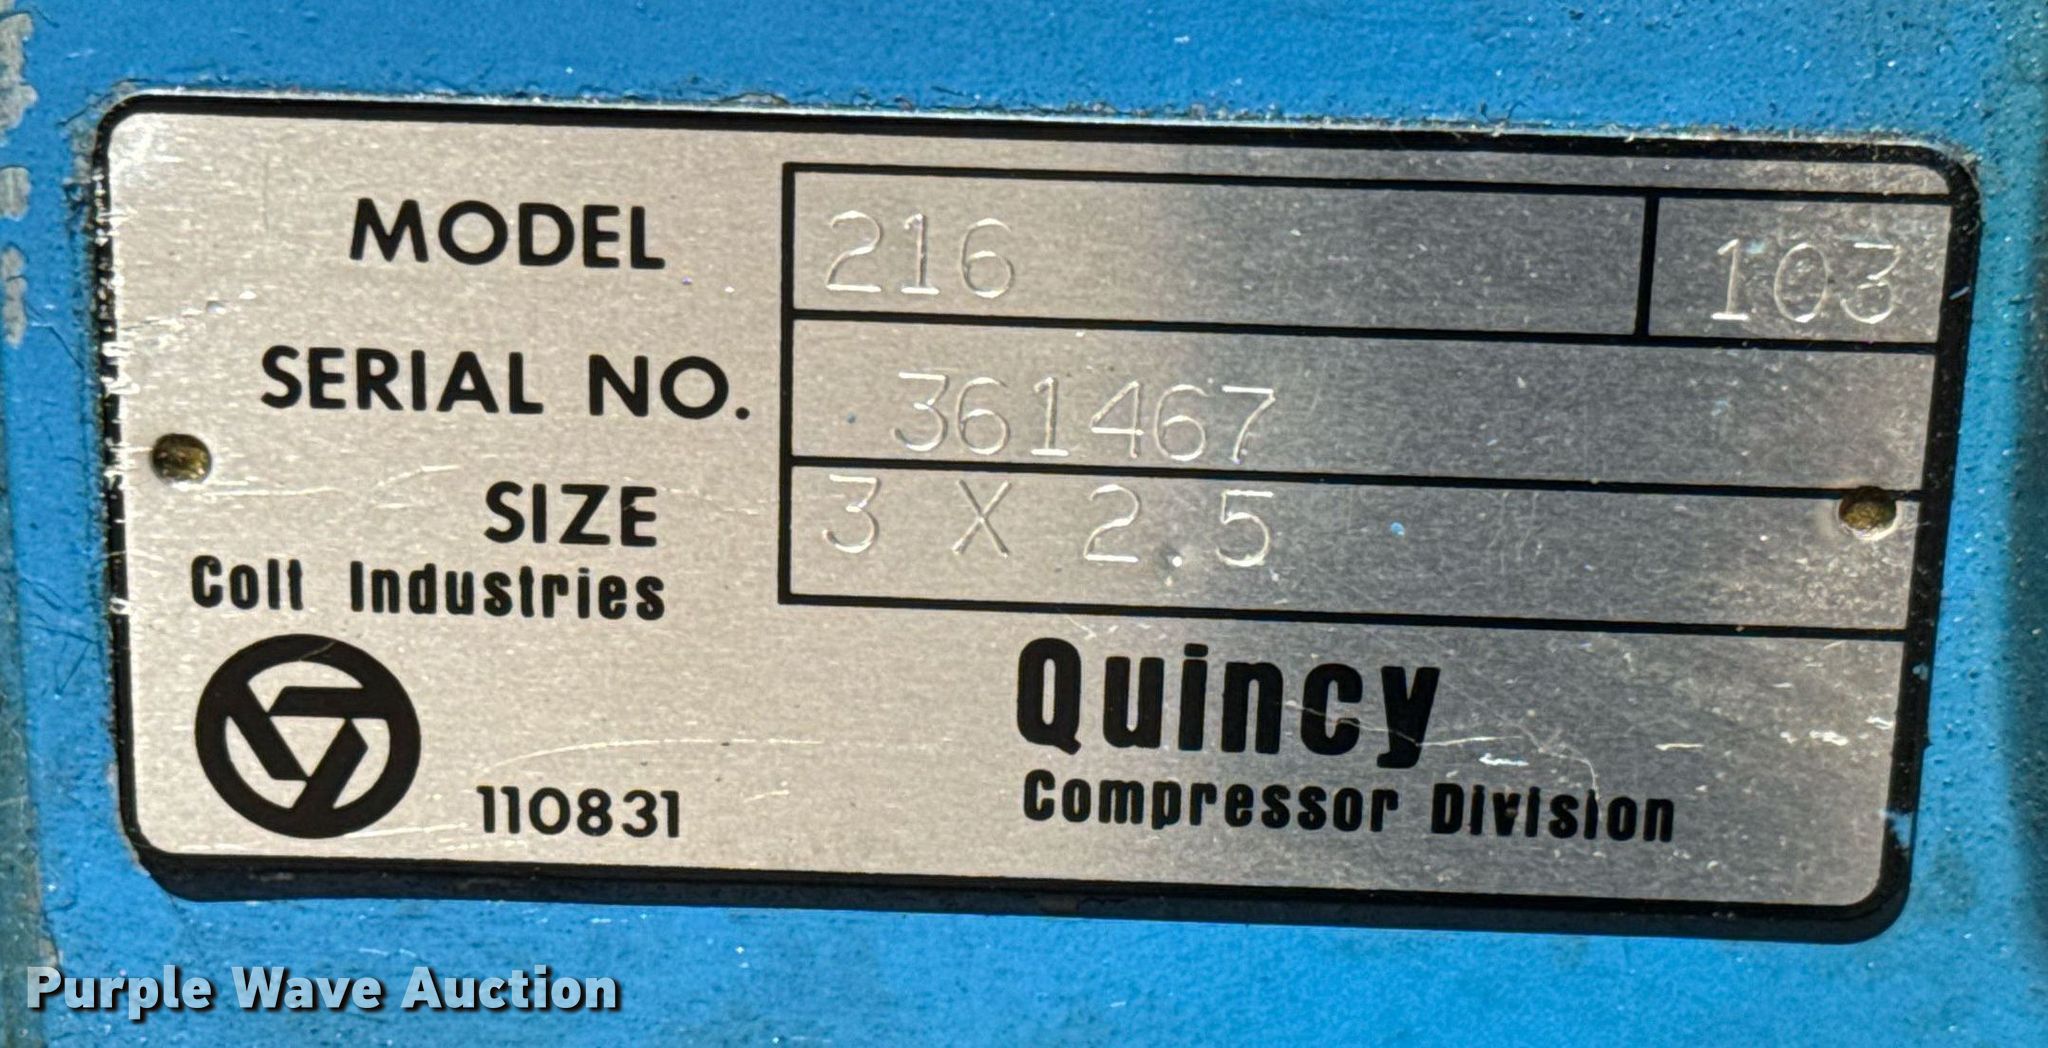 MODEL 216 103
SERIAL NO. 361467
SIZE 3 X 2.5
Colt Industries
Quincy
Compressor Division
110831
Purple Wave Auction